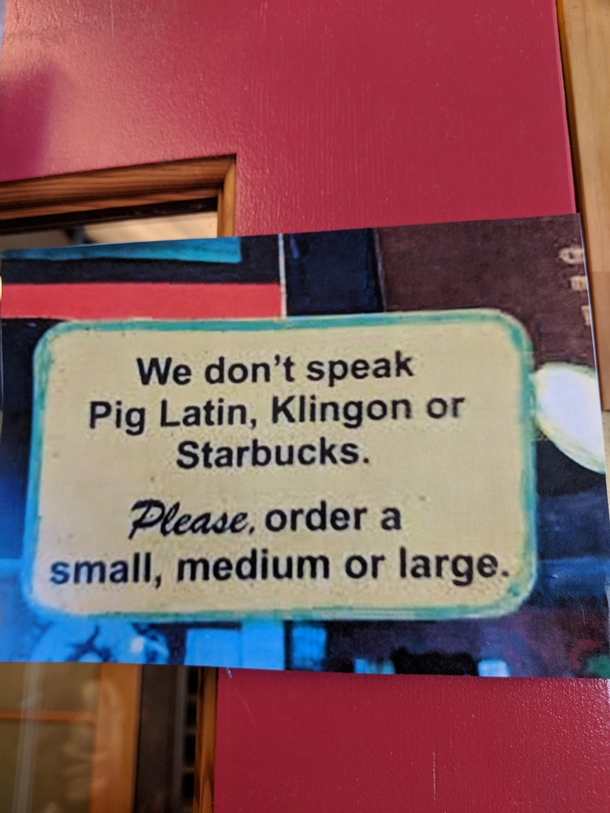 We don't speak
Pig Latin, Klingon or
Starbucks.
Please, order a
small, medium or large.